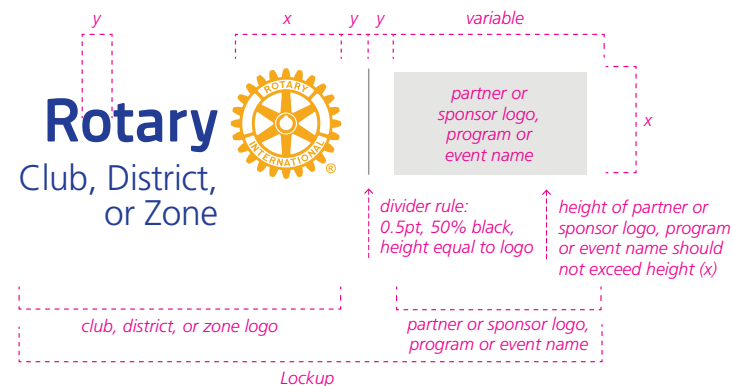 y
x
y
y
variable
Rotary
Club, District,
or Zone
ROTARY
INTERNATIONAL
®
partner or
sponsor logo,
program or
event name
x
divider rule:
0.5pt, 50% black,
height equal to logo
height of partner or
sponsor logo, program
or event name should
not exceed height (x)
club, district, or zone logo
partner or sponsor logo,
program or event name
Lockup